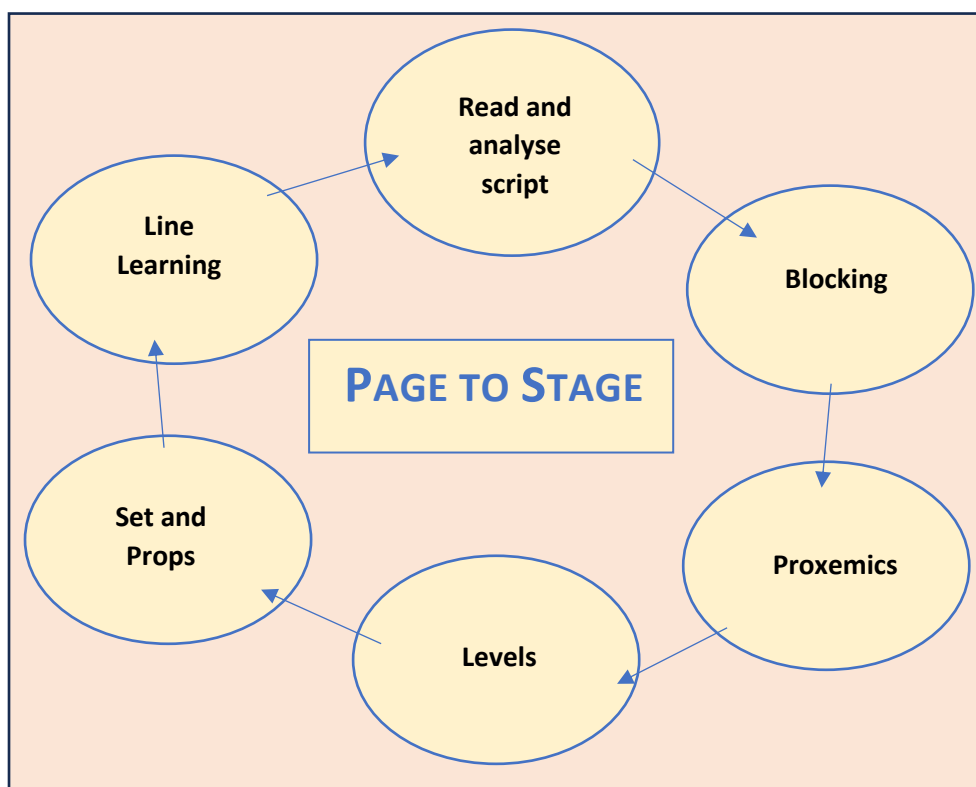 Read and
analyse
script
Blocking
Proxemics
Levels
Set and
Props
Line
Learning
PAGE TO STAGE